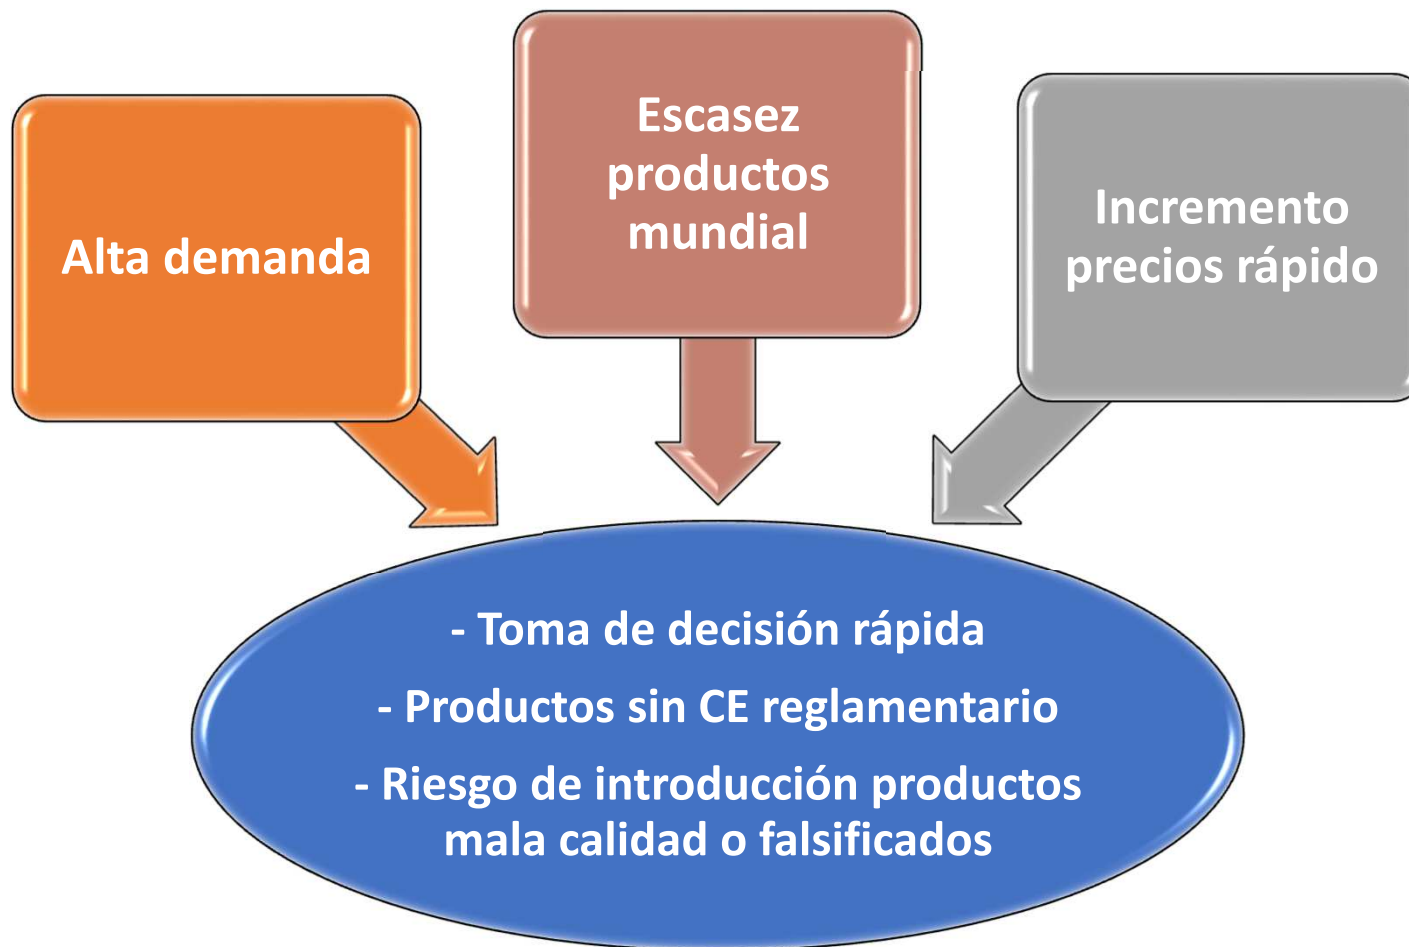 Alta demanda
Escasez
productos
mundial
Incremento
precios rápido
- Toma de decisión rápida
- Productos sin CE reglamentario
- Riesgo de introducción productos
mala calidad o falsificados